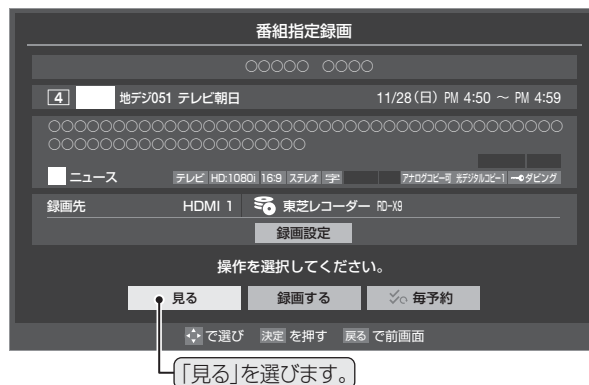 番組指定録画
○○○○○ ○○○○
4 地デジ051 テレビ朝日 11/28(日) PM 4:50 ~ PM 4:59
○○○○○○○○○○○○○○○○○○○○○○○○○○○○○○○○○○○○○○○
○○○○○○○○○○○○○○○○○○○○
ニュース テレビ HD:1080i 16:9 ステレオ 字 アナログコピー可 光デジタルコピー1 ダビング
録画先 HDMI 1 東芝レコーダー RD-X9
録画設定
操作を選択してください。
見る 録画する 毎予約
で選び 決定 を押す 戻る で前画面
「見る」を選びます。